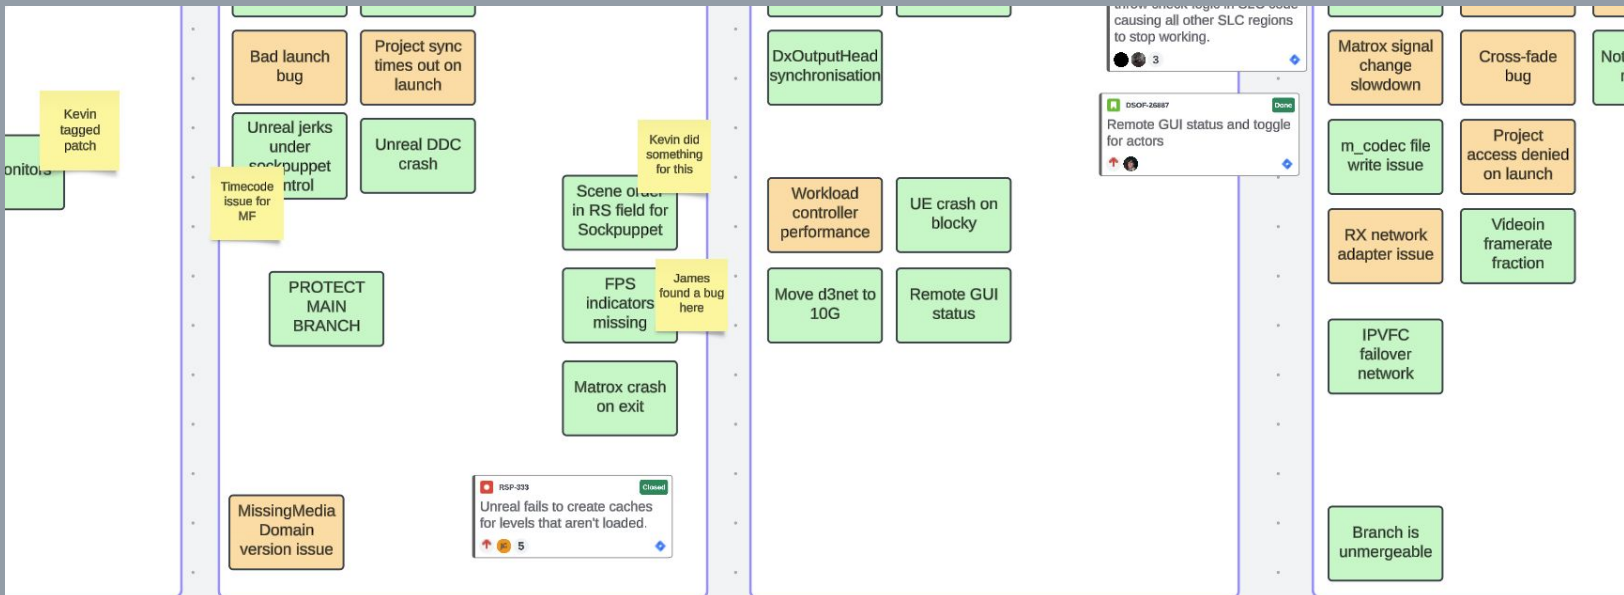 Kevin
tagged
patch
Bad launch
bug
Project sync
times out on
launch
Unreal jerks
under
sockpuppet
ntrol
Unreal DDC
crash
Timecode
issue for
MF
Kevin did
something
for this
Scene order
in RS field for
Sockpuppet
PROTECT
MAIN
BRANCH
FPS
indicators
missing
James
found a bug
here
Matrox crash
on exit
MissingMedia
Domain
version issue
RSP-333
Closed
Unreal fails to create caches
for levels that aren't loaded.
5
DxOutputHead
synchronisation
causing all other SLC regions
to stop working.
3
DSOF-26887
Done
Remote GUI status and toggle
for actors
Workload
controller
performance
UE crash on
blocky
Move d3net to
10G
Remote GUI
status
Matrox signal
change
slowdown
Cross-fade
bug
m_codec file
write issue
Project
access denied
on launch
RX network
adapter issue
Videoin
framerate
fraction
IPVFC
failover
network
Branch is
unmergeable